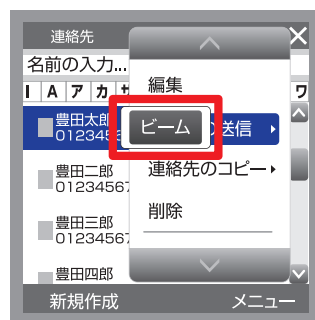 連絡先
名前の入力...
A ア カ サ ワ
編集
豊田太郎
0123456
ビーム
送信
豊田二郎
01234567
連絡先のコピー
豊田三郎
01234567
削除
豊田四郎
新規作成
メニュー